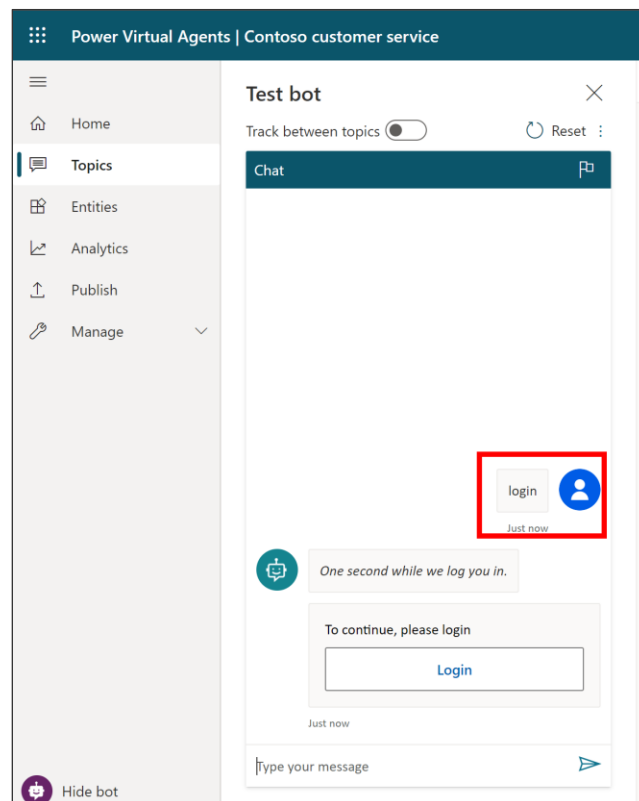 Power Virtual Agents | Contoso customer service
Home
Topics
Entities
Analytics
Publish
Manage
Hide bot
Test bot
Track between topics
Reset
Chat
login
Just now
One second while we log you in.
To continue, please login
Login
Just now
Type your message